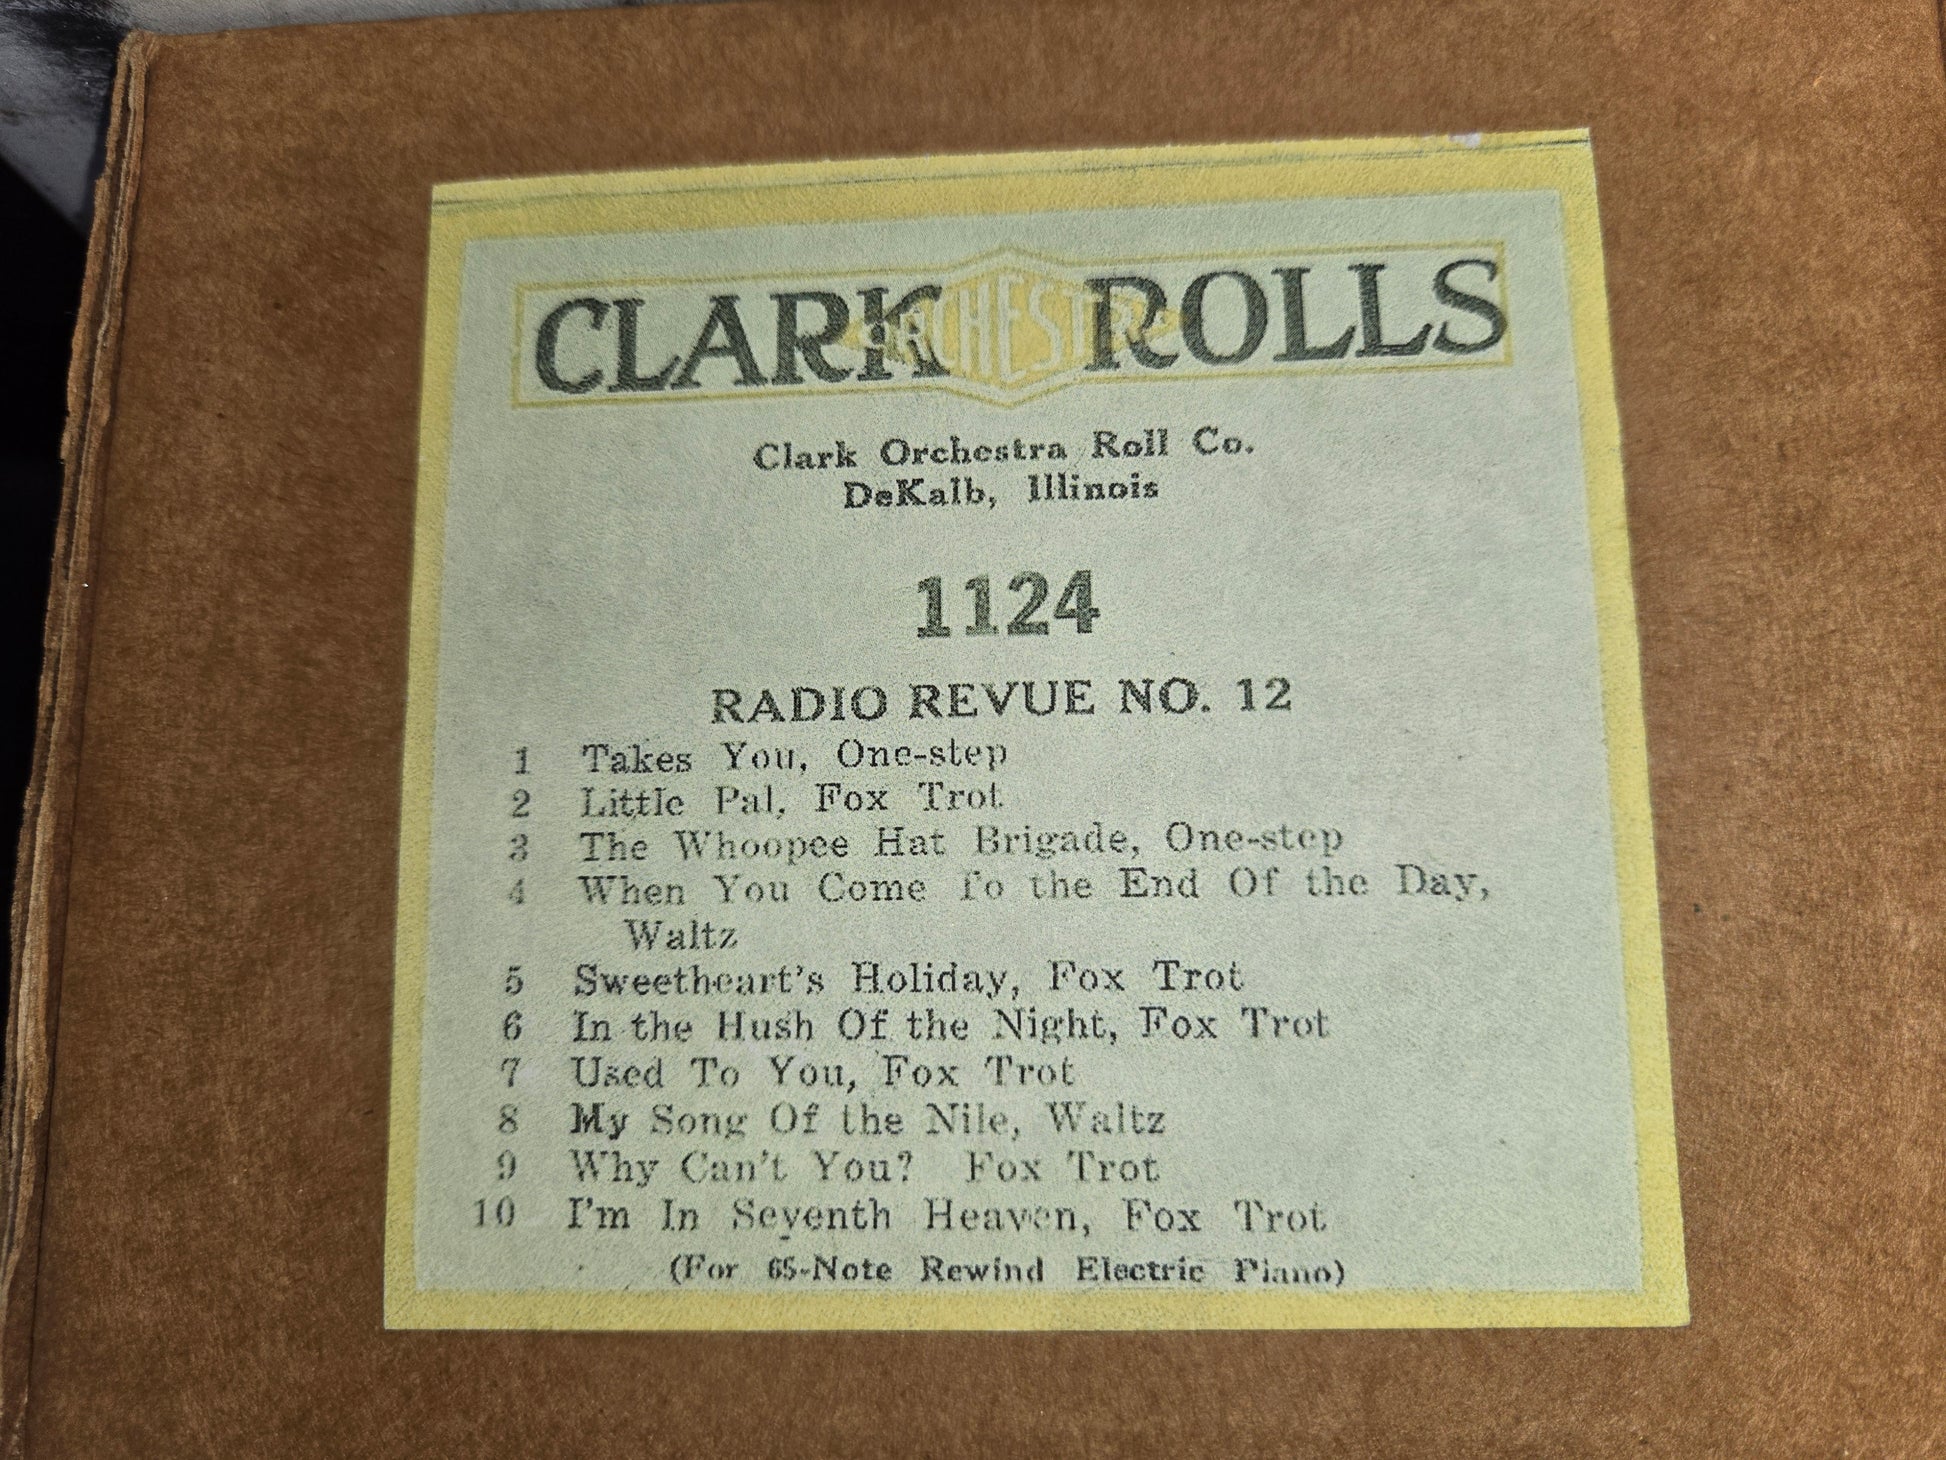 CLARK ORCHESTRA ROLLS
Clark Orchestra Roll Co.
DeKalb, Illinois
1124
RADIO REVUE NO. 12
1 Takes You, One-step
2 Little Pal, Fox Trot
3 The Whoopee Hat Brigade, One-step
4 When You Come To the End Of the Day,
Waltz
5 Sweetheart's Holiday, Fox Trot
6 In the Hush Of the Night, Fox Trot
7 Used To You, Fox Trot
8 My Song Of the Nile, Waltz
9 Why Can't You? Fox Trot
10 I'm In Seventh Heaven, Fox Trot
(For 65-Note Rewind Electric Piano)